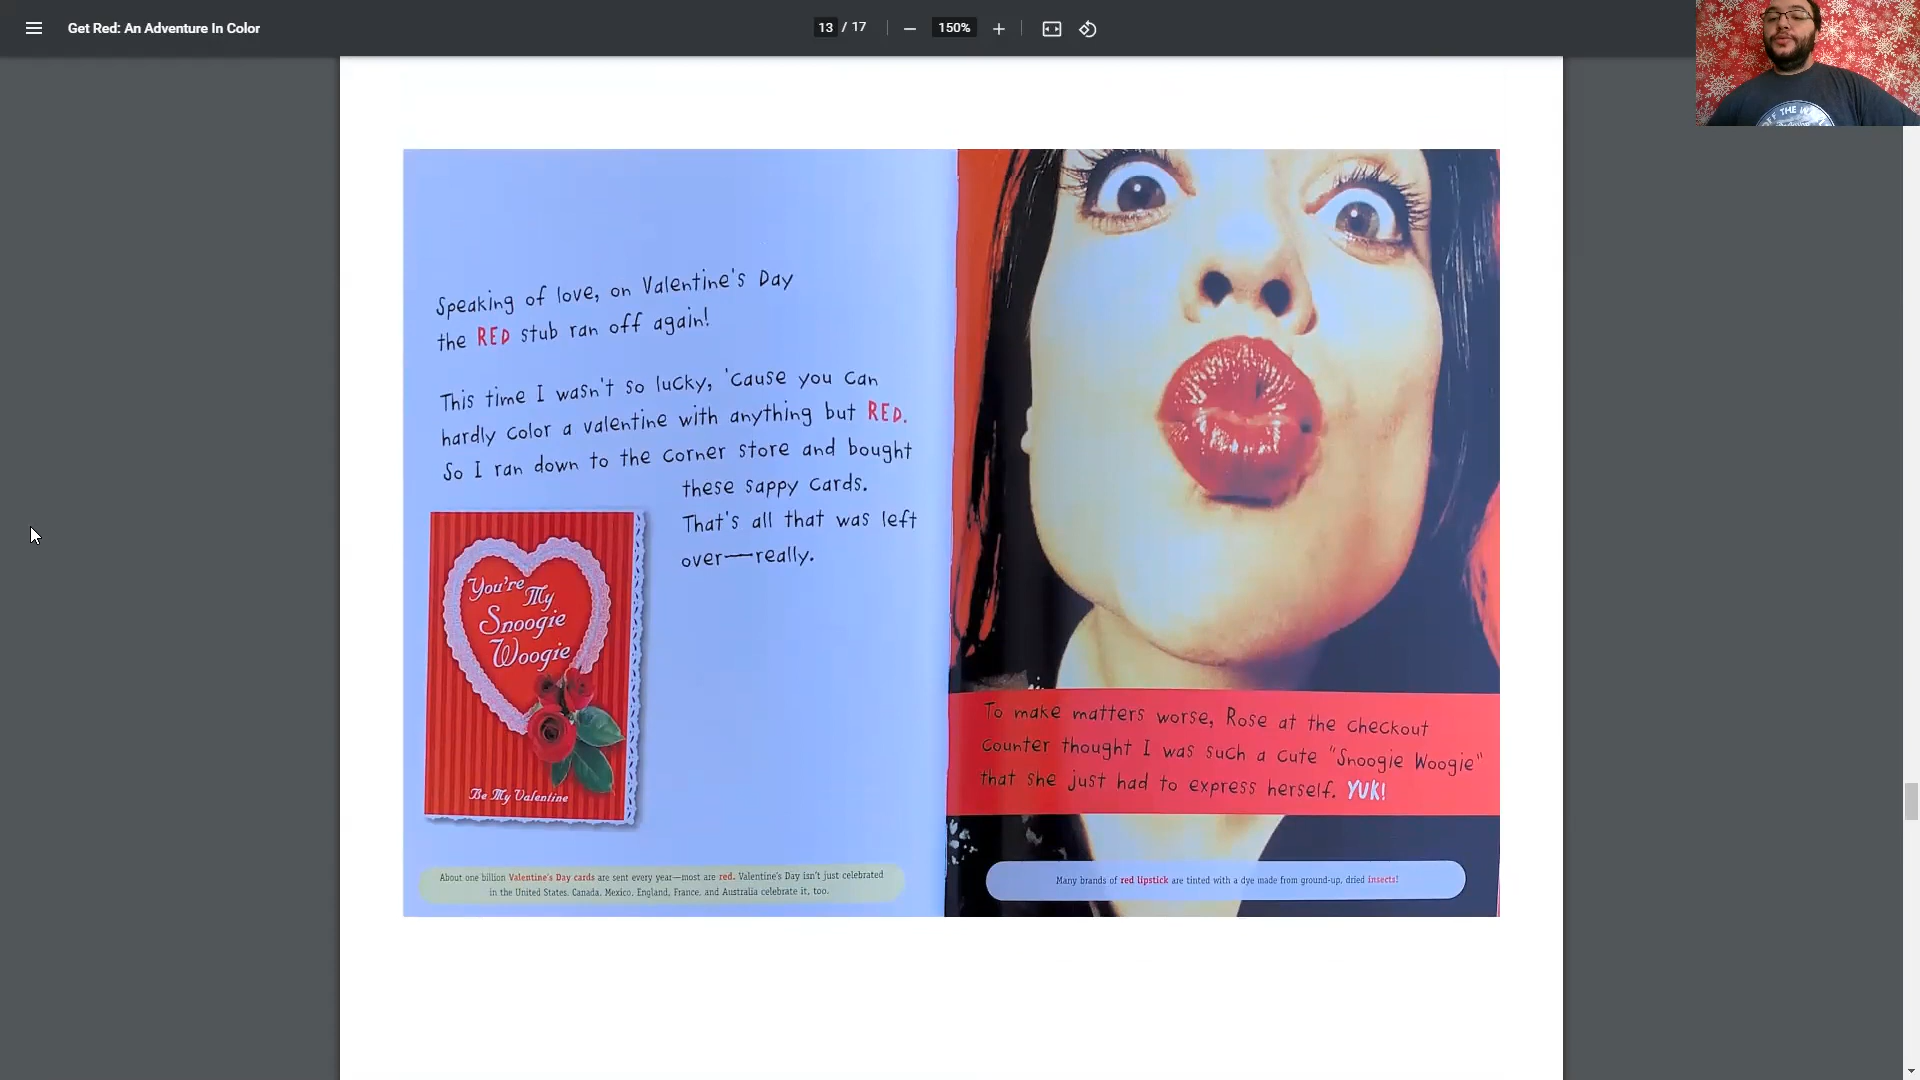 Get Red: An Adventure In Color
13 / 17
150%
OFF THE
Speaking of love, on Valentine's Day
the RED stub ran off again!
This time I wasn't so lucky, 'cause you can
hardly color a valentine with anything but RED.
So I ran down to the corner store and bought
these sappy cards.
That's all that was left
over—really.
You're
My
Snoogie
Woogie
Be My Valentine
About one billion Valentine's Day cards are sent every year—most are red. Valentine's Day isn't just celebrated
in the United States. Canada, Mexico, England, France, and Australia celebrate it, too.
To make matters worse, Rose at the checkout
counter thought I was such a cute "Snoogie Woogie"
that she just had to express herself. YUK!
Many brands of red lipstick are tinted with a dye made from ground-up, dried insects!